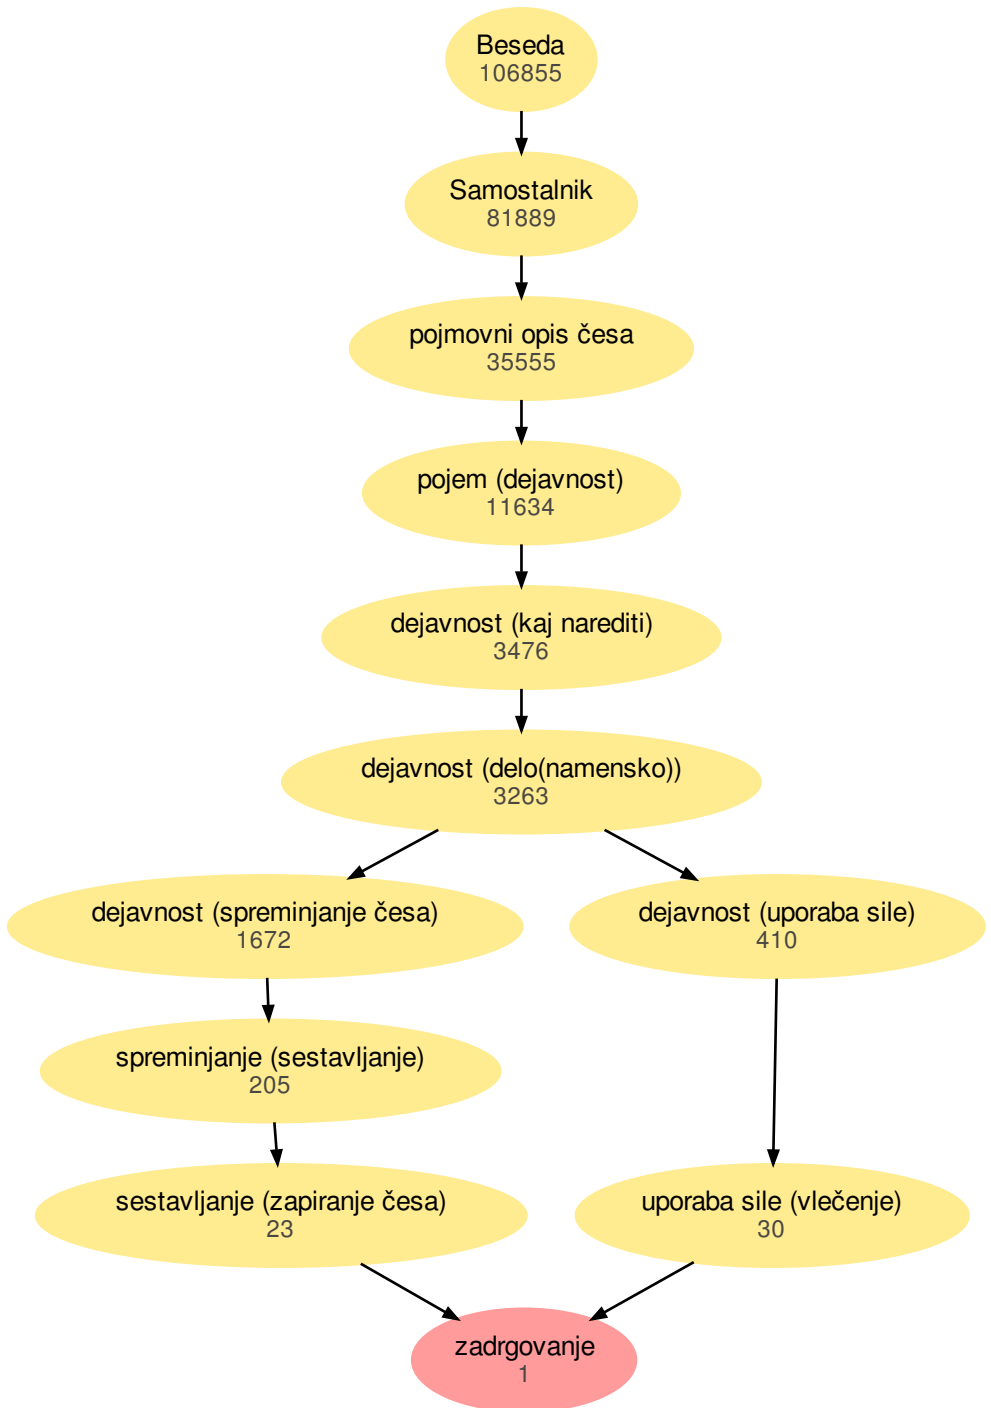 Beseda
106855
Samostalnik
81889
pojmovni opis česa
35555
pojem (dejavnost)
11634
dejavnost (kaj narediti)
3476
dejavnost (delo(namensko))
3263
dejavnost (spreminjanje česa)
1672
dejavnost (uporaba sile)
410
spreminjanje (sestavljanje)
205
sestavljanje (zapiranje česa)
23
uporaba sile (vlečenje)
30
zadrgovanje
1